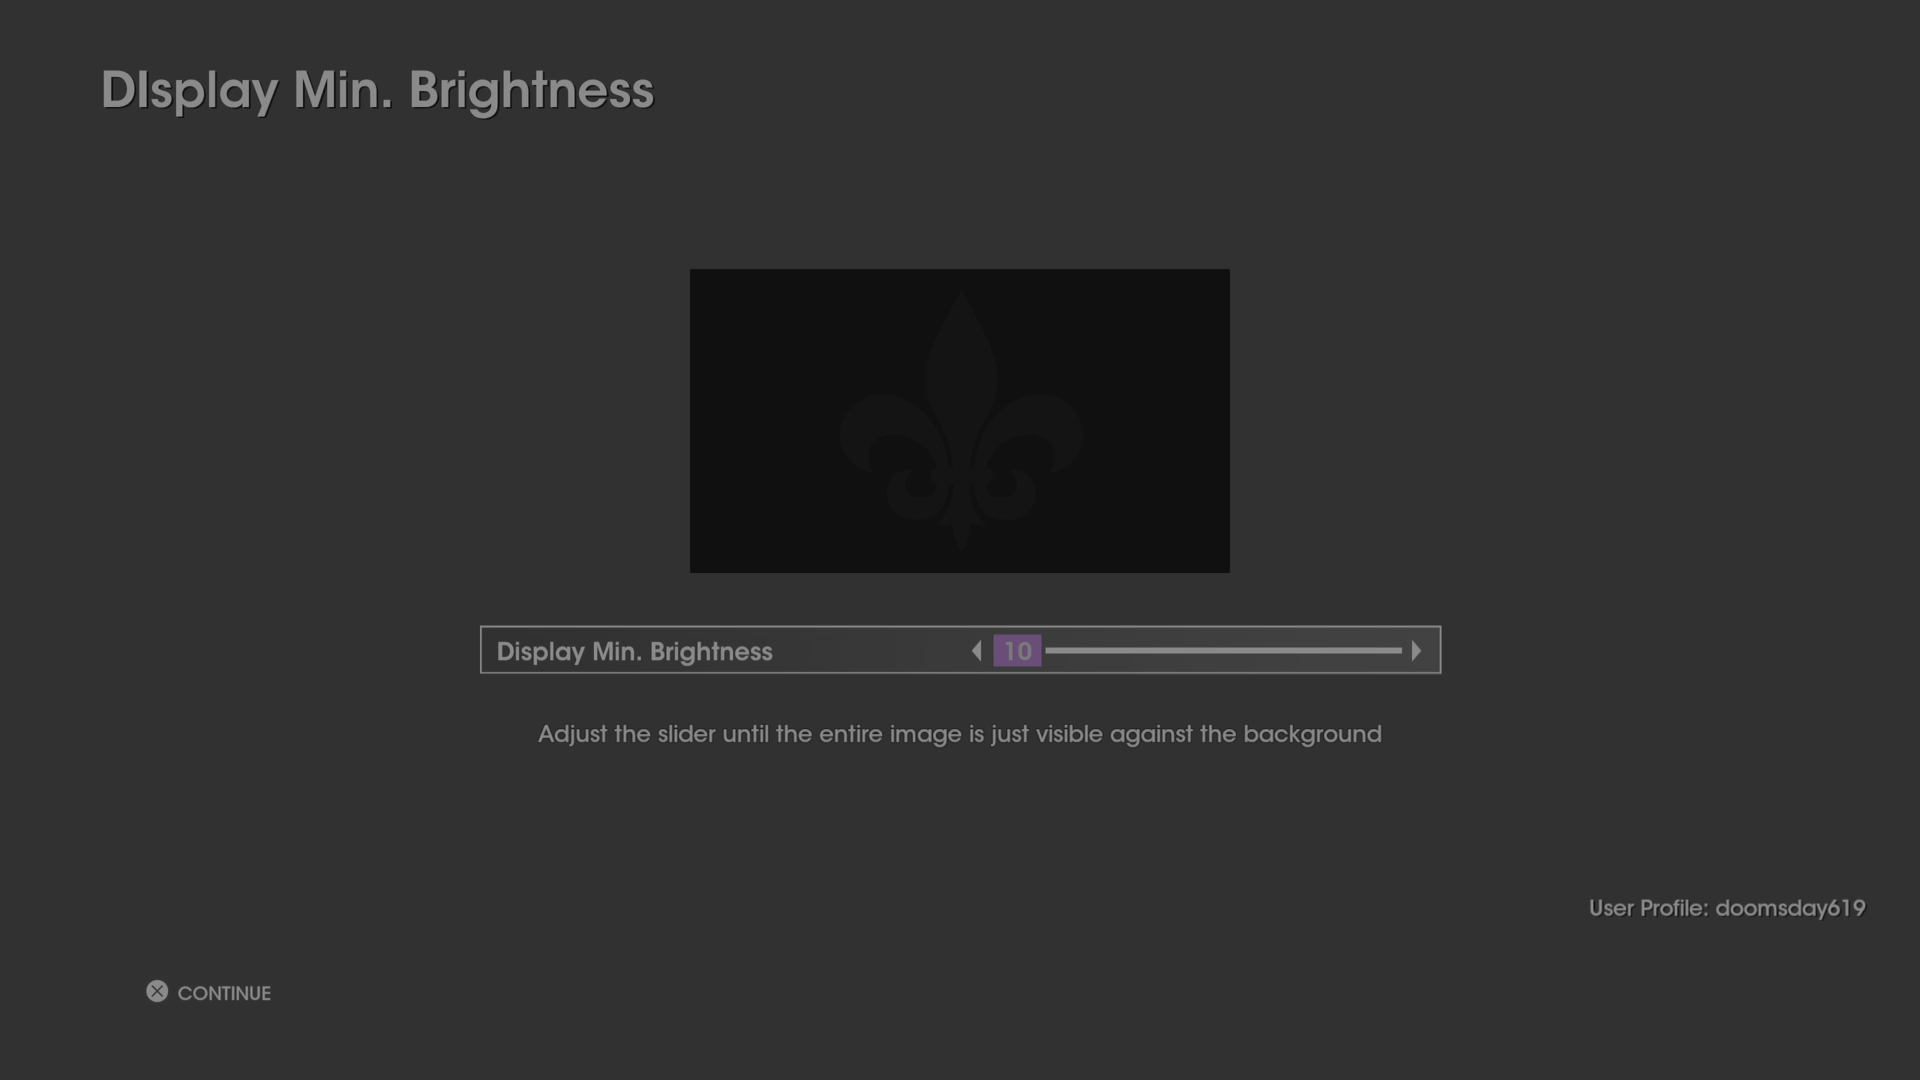 DIsplay Min. Brightness
Display Min. Brightness 10
Adjust the slider until the entire image is just visible against the background
User Profile: doomsday619
CONTINUE